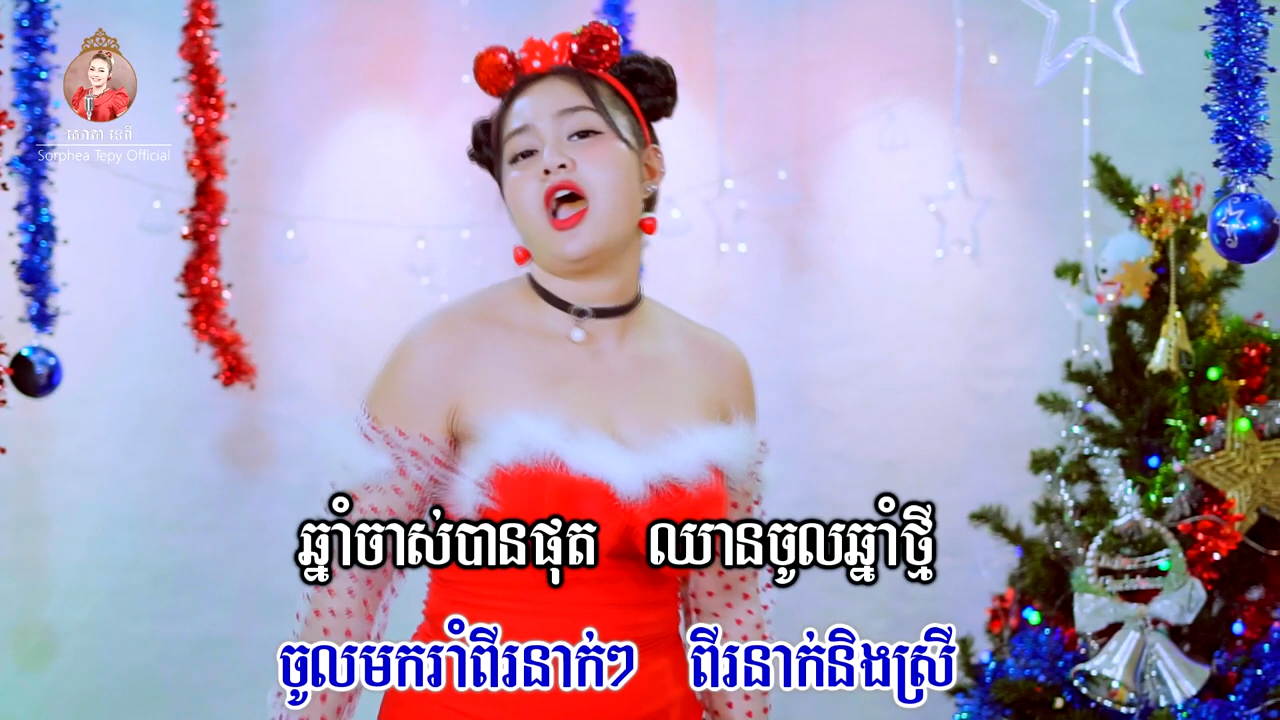 សោភា ទេពី
Sorphea Tepy Official
ឆ្នាំចាស់បានផុត ឈានចូលឆ្នាំថ្មី
ចូលមករាំពីរនាក់ៗ ពីរនាក់និងស្រី